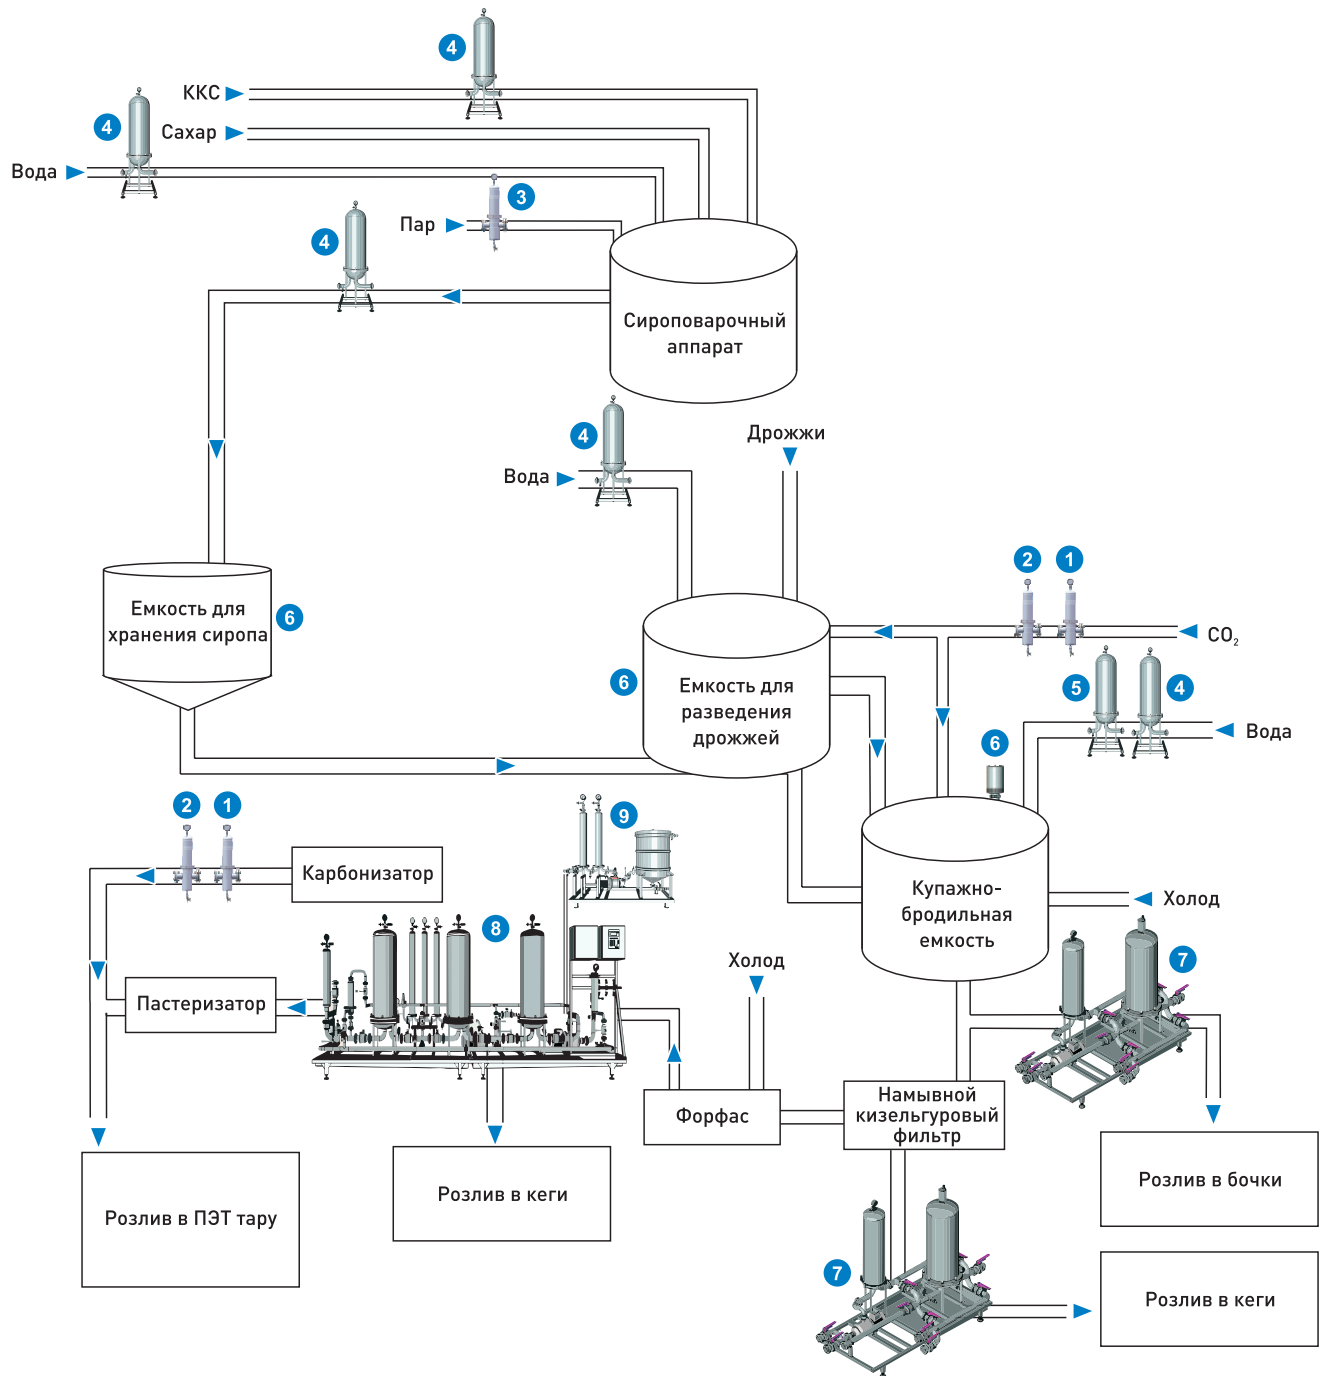 4
ККС
4
Сахар
Вода
3
Пар
4
Сироповарочный
аппарат
4
Дрожжи
Вода
2
1
Емкость для
хранения сиропа
6
CO₂
6
Емкость для
разведения
дрожжей
5
4
Вода
6
2
1
9
Карбонизатор
Купажно-
бродильная
емкость
Холод
8
Холод
7
Пастеризатор
Форфас
Намывной
кизельгуровый
фильтр
Розлив в ПЭТ тару
Розлив в кеги
Розлив в бочки
7
Розлив в кеги